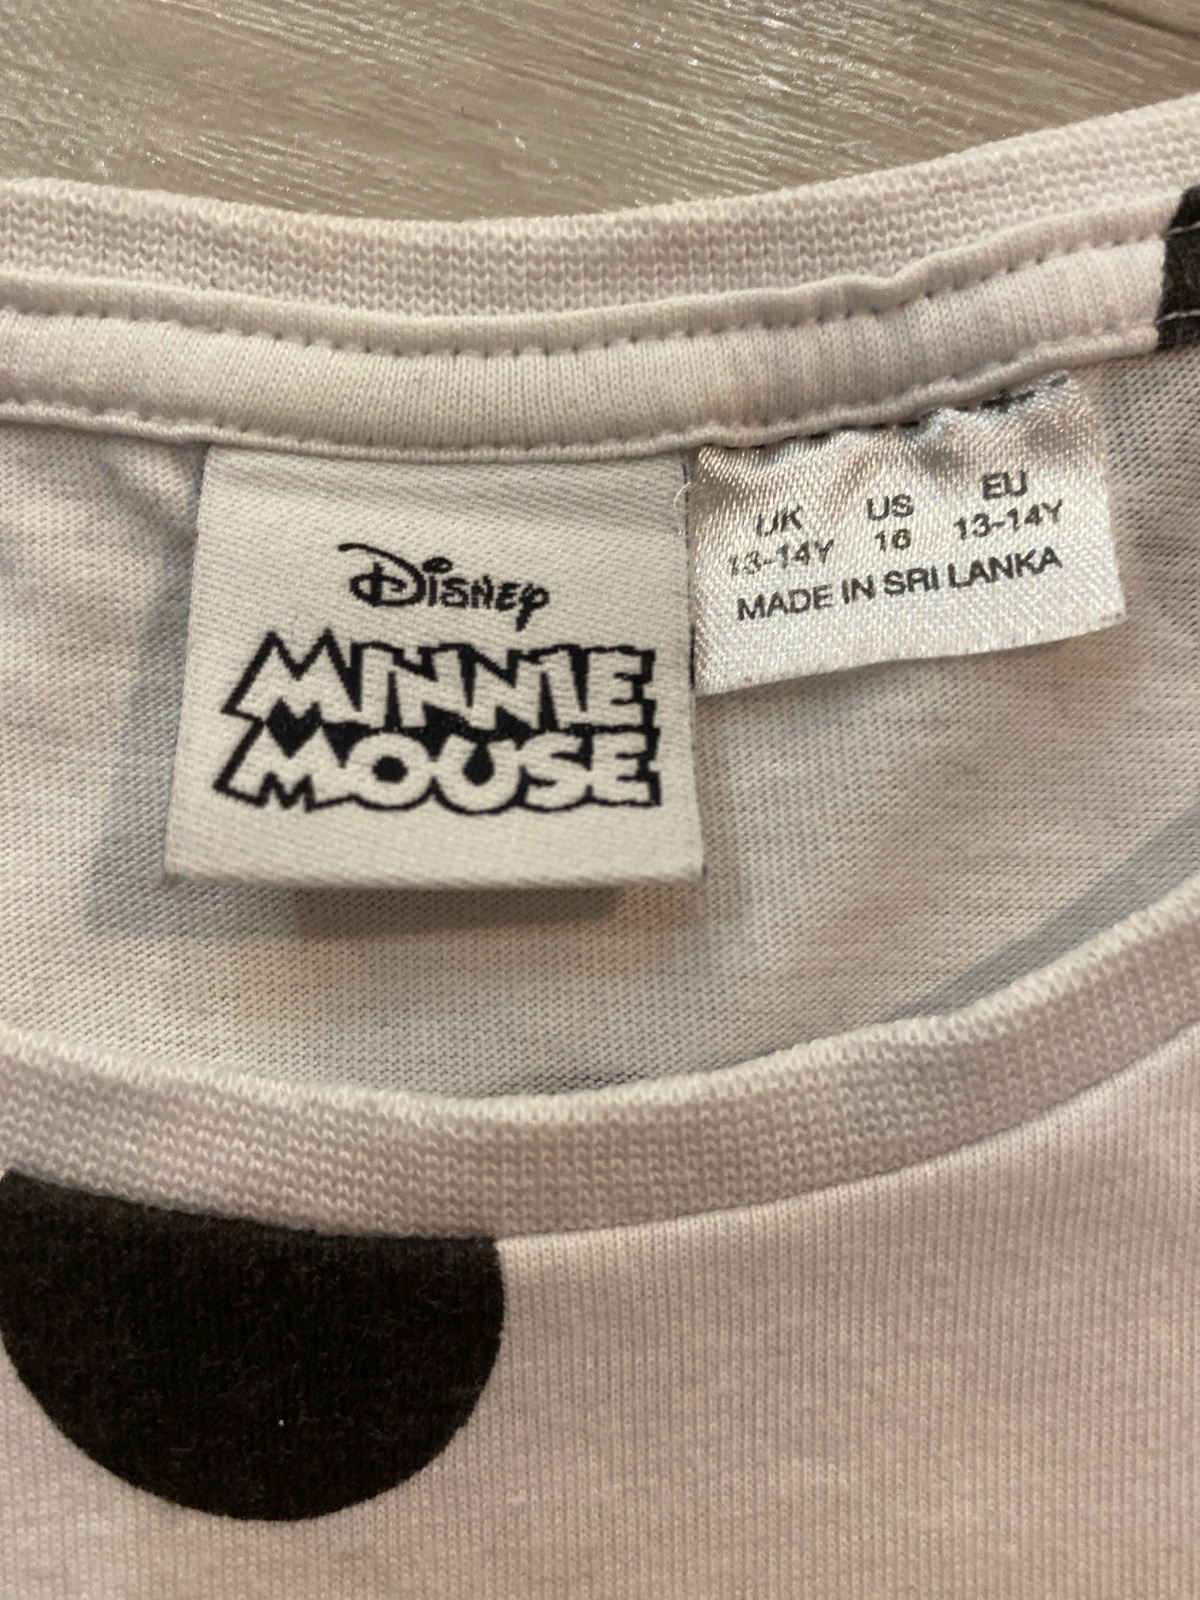 Disney
MINNIE
MOUSE
UK US EU
13-14Y 16 13-14Y
MADE IN SRI LANKA